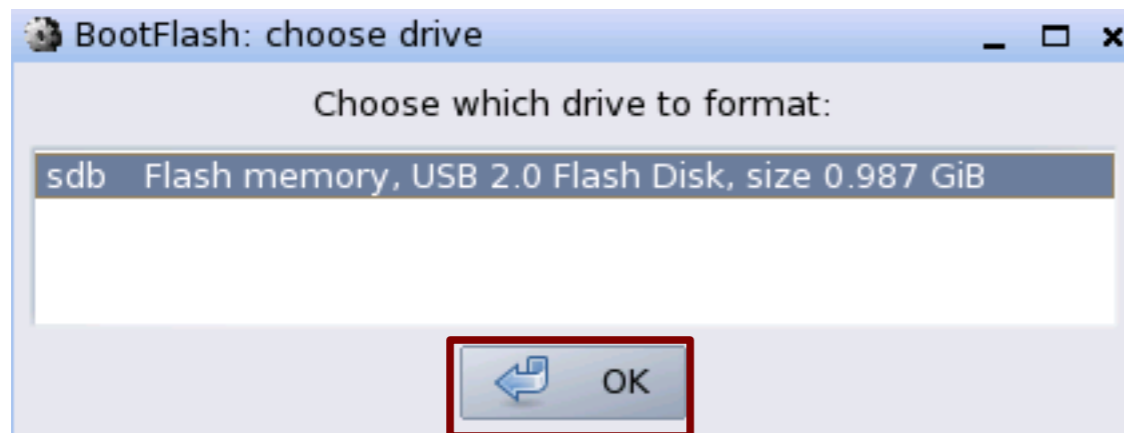 BootFlash: choose drive
Choose which drive to format:
sdb Flash memory, USB 2.0 Flash Disk, size 0.987 GiB
OK